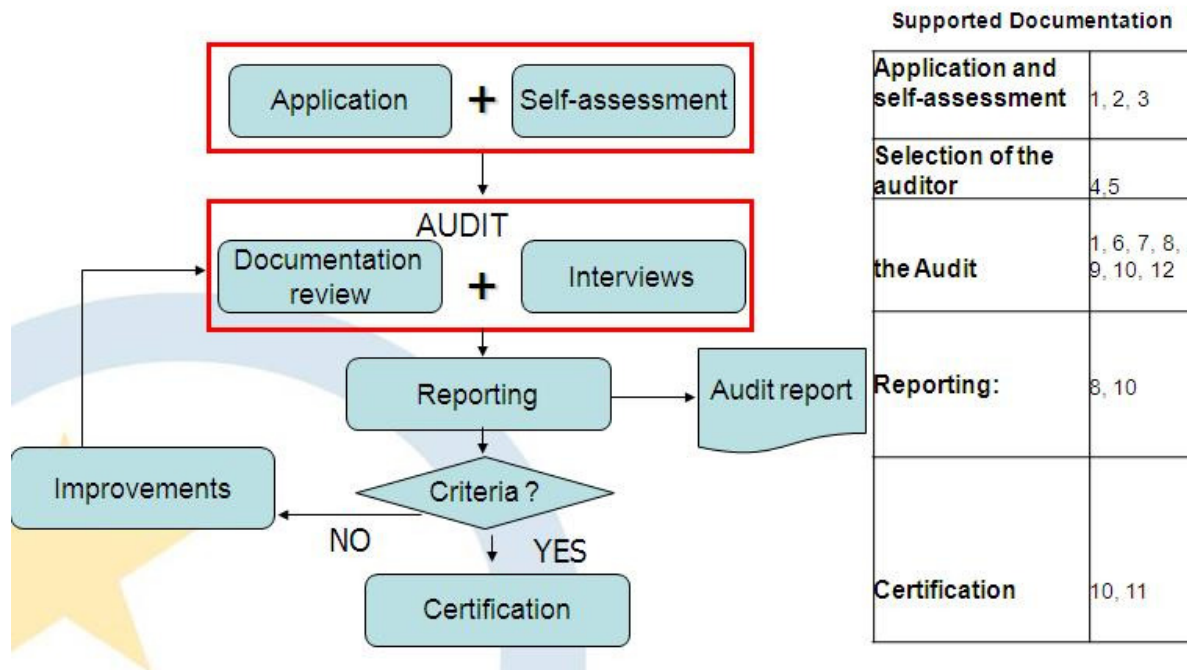 Application
+
Self-assessment
AUDIT
Documentation
review
+
Interviews
Reporting
Audit report
Improvements
Criteria ?
NO
YES
Certification
Supported Documentation
Application and
self-assessment
1, 2, 3
Selection of the
auditor
4,5
the Audit
1, 6, 7, 8,
9, 10, 12
Reporting:
8, 10
Certification
10, 11